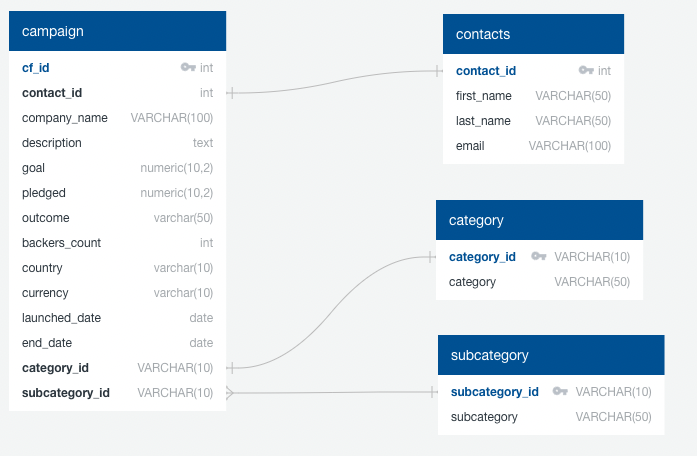 campaign
cf_id int
contact_id int
company_name VARCHAR(100)
description text
goal numeric(10,2)
pledged numeric(10,2)
outcome varchar(50)
backers_count int
country varchar(10)
currency varchar(10)
launched_date date
end_date date
category_id VARCHAR(10)
subcategory_id VARCHAR(10)
contacts
contact_id int
first_name VARCHAR(50)
last_name VARCHAR(50)
email VARCHAR(100)
category
category_id VARCHAR(10)
category VARCHAR(50)
subcategory
subcategory_id VARCHAR(10)
subcategory VARCHAR(50)